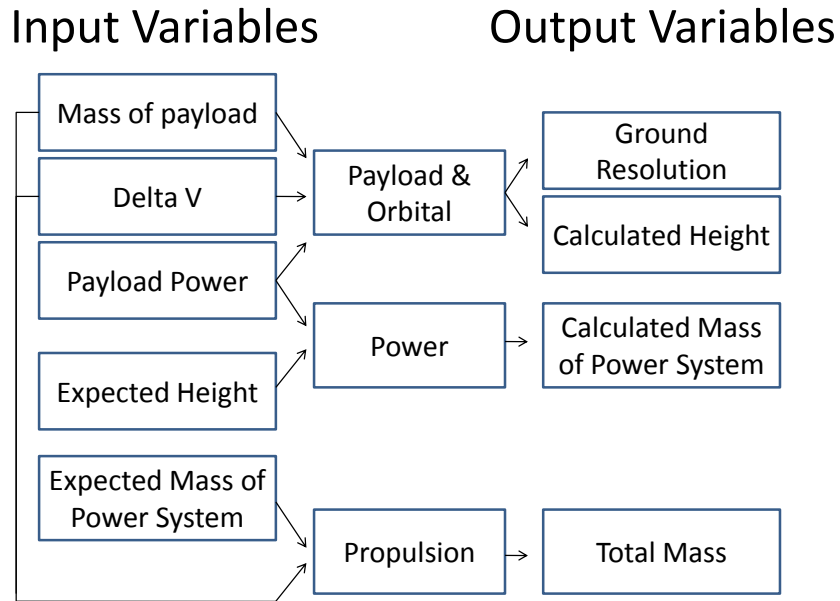 Input Variables
Output Variables
Mass of payload
Delta V
Payload Power
Expected Height
Expected Mass of
Power System
Payload &
Orbital
Power
Propulsion
Ground
Resolution
Calculated Height
Calculated Mass
of Power System
Total Mass